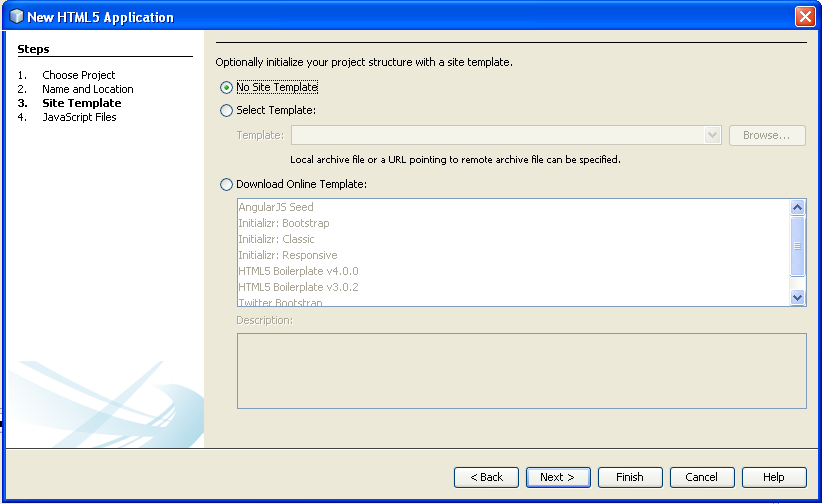 New HTML5 Application
Steps
1. Choose Project
2. Name and Location
3. Site Template
4. JavaScript Files
Optionally initialize your project structure with a site template.
No Site Template
Select Template:
Template:
Browse...
Local archive file or a URL pointing to remote archive file can be specified.
Download Online Template:
AngularJS Seed
Initializr: Bootstrap
Initializr: Classic
Initializr: Responsive
HTML5 Boilerplate v4.0.0
HTML5 Boilerplate v3.0.2
Twitter Bootstrap
Description:
< Back
Next >
Finish
Cancel
Help